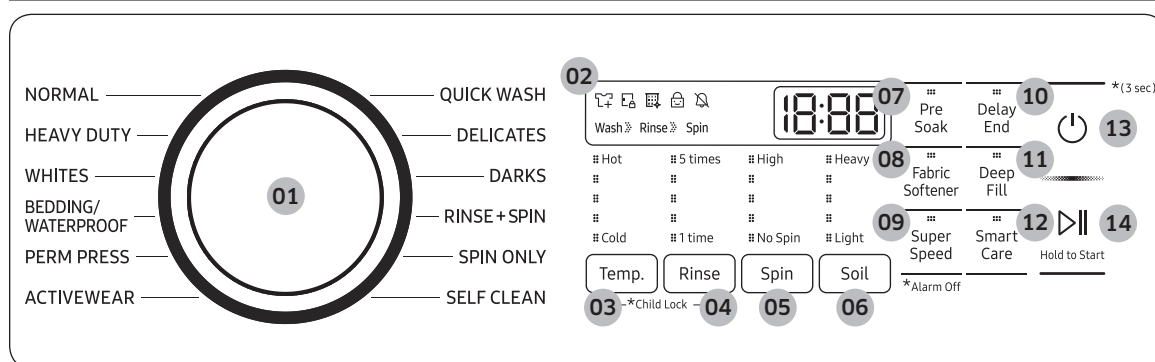 NORMAL
HEAVY DUTY
WHITES
BEDDING/
WATERPROOF
PERM PRESS
ACTIVEWEAR
01
QUICK WASH
DELICATES
DARKS
RINSE+SPIN
SPIN ONLY
SELF CLEAN
02
Wash Rinse Spin
18:88
Hot 5 times High Heavy
Cold 1 time No Spin Light
Temp. Rinse Spin Soil
03 *Child Lock 04 05 06
07 Pre
Soak
Delay
End 10
08 Fabric
Softener
Deep
Fill 11
09 Super
Speed
Smart
Care 12
*Alarm Off
*(3 sec)
13
14
Hold to Start